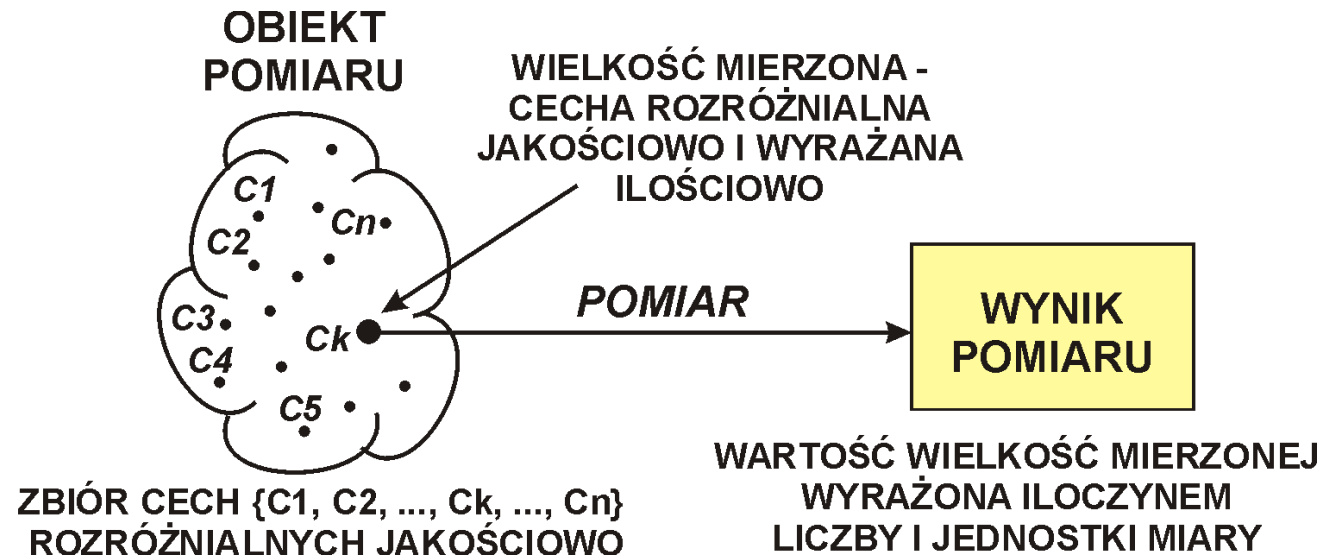 OBIEKT
POMIARU
WIELKOŚĆ MIERZONA -
CECHA ROZRÓŻNIALNA
JAKOŚCIOWO I WYRAŻANA
ILOŚCIOWO
C1
C2
Cn
C3
C4
Ck
C5
POMIAR
WYNIK
POMIARU
ZBIÓR CECH {C1, C2, ..., Ck, ..., Cn}
ROZRÓŻNIALNYCH JAKOŚCIOWO
WARTOŚĆ WIELKOŚĆ MIERZONEJ
WYRAŻONA ILOCZYNEM
LICZBY I JEDNOSTKI MIARY